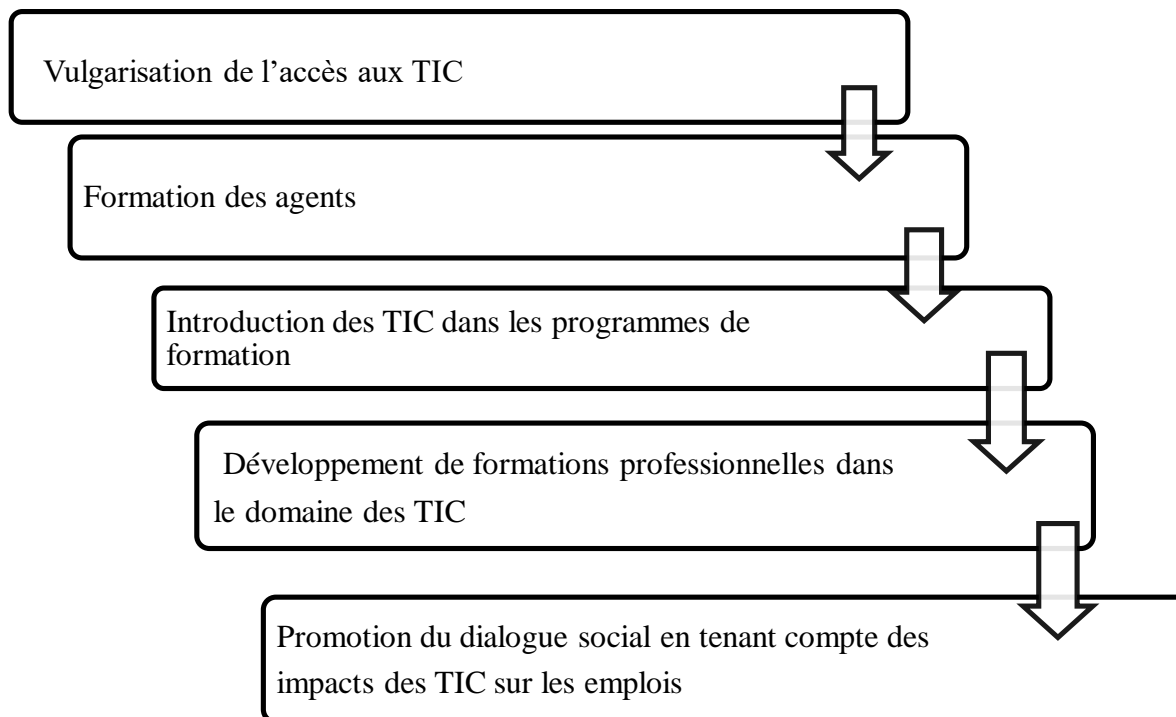 Vulgarisation de l’accès aux TIC
Formation des agents
Introduction des TIC dans les programmes de
formation
Développement de formations professionnelles dans
le domaine des TIC
Promotion du dialogue social en tenant compte des
impacts des TIC sur les emplois